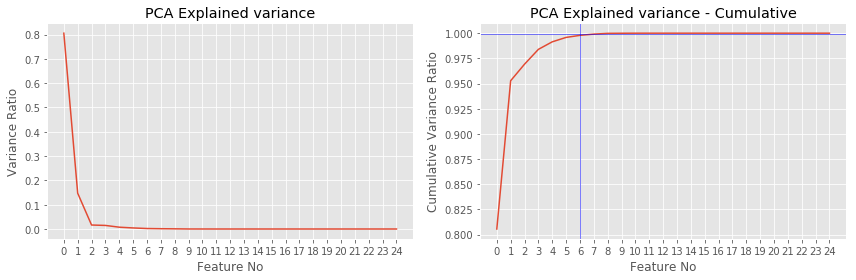 PCA Explained variance
Variance Ratio
0.8
0.7
0.6
0.5
0.4
0.3
0.2
0.1
0.0
0 1 2 3 4 5 6 7 8 9 10 11 12 13 14 15 16 17 18 19 20 21 22 23 24
Feature No
PCA Explained variance - Cumulative
Cumulative Variance Ratio
1.000
0.975
0.950
0.925
0.900
0.875
0.850
0.825
0.800
0 1 2 3 4 5 6 7 8 9 10 11 12 13 14 15 16 17 18 19 20 21 22 23 24
Feature No